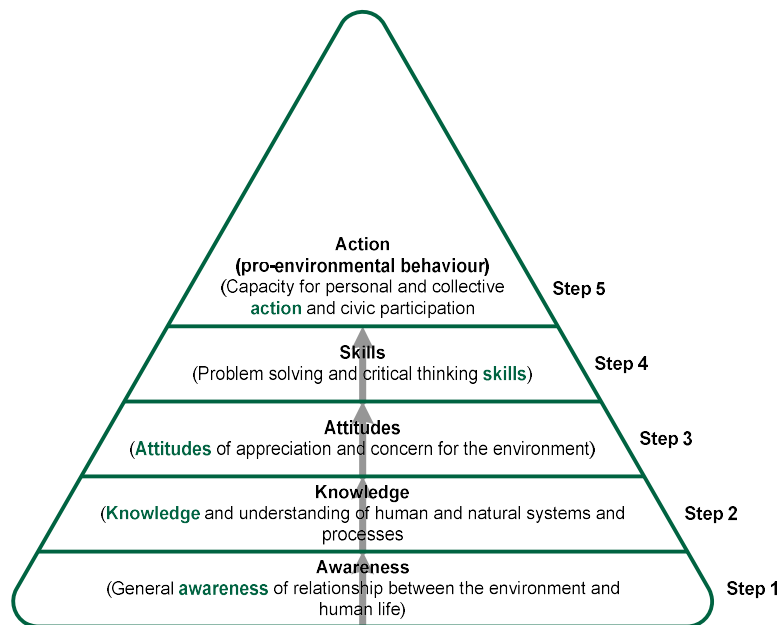 Action
(pro-environmental behaviour)
(Capacity for personal and collective
action and civic participation
Step 5
Skills
(Problem solving and critical thinking skills)
Step 4
Attitudes
(Attitudes of appreciation and concern for the environment)
Step 3
Knowledge
(Knowledge and understanding of human and natural systems and
processes
Step 2
Awareness
(General awareness of relationship between the environment and
human life)
Step 1